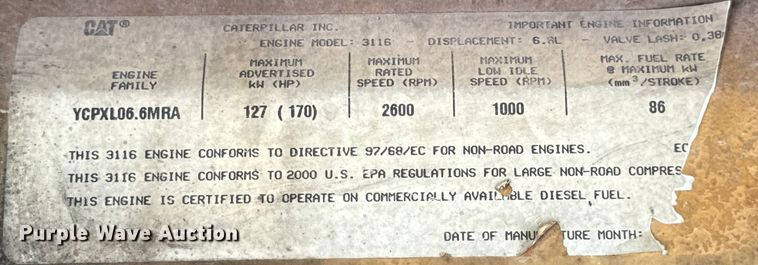 CAT® CATERPILLAR INC. IMPORTANT ENGINE INFORMATION
ENGINE MODEL: 3116 - DISPLACEMENT: 6.6L - VALVE LASH: 0.38
ENGINE FAMILY
MAXIMUM ADVERTISED kW (HP)
MAXIMUM RATED SPEED (RPM)
MAXIMUM LOW IDLE SPEED (RPM)
MAX. FUEL RATE @ MAXIMUM kW (mm³/STROKE)
YCPXL06.6MRA 127 (170) 2600 1000 86
THIS 3116 ENGINE CONFORMS TO DIRECTIVE 97/68/EC FOR NON-ROAD ENGINES. EC
THIS 3116 ENGINE CONFORMS TO 2000 U.S. EPA REGULATIONS FOR LARGE NON-ROAD COMPRES
THIS ENGINE IS CERTIFIED TO OPERATE ON COMMERCIALLY AVAILABLE DIESEL FUEL.
Purple Wave Auction
DATE OF MANU TURE MONTH: